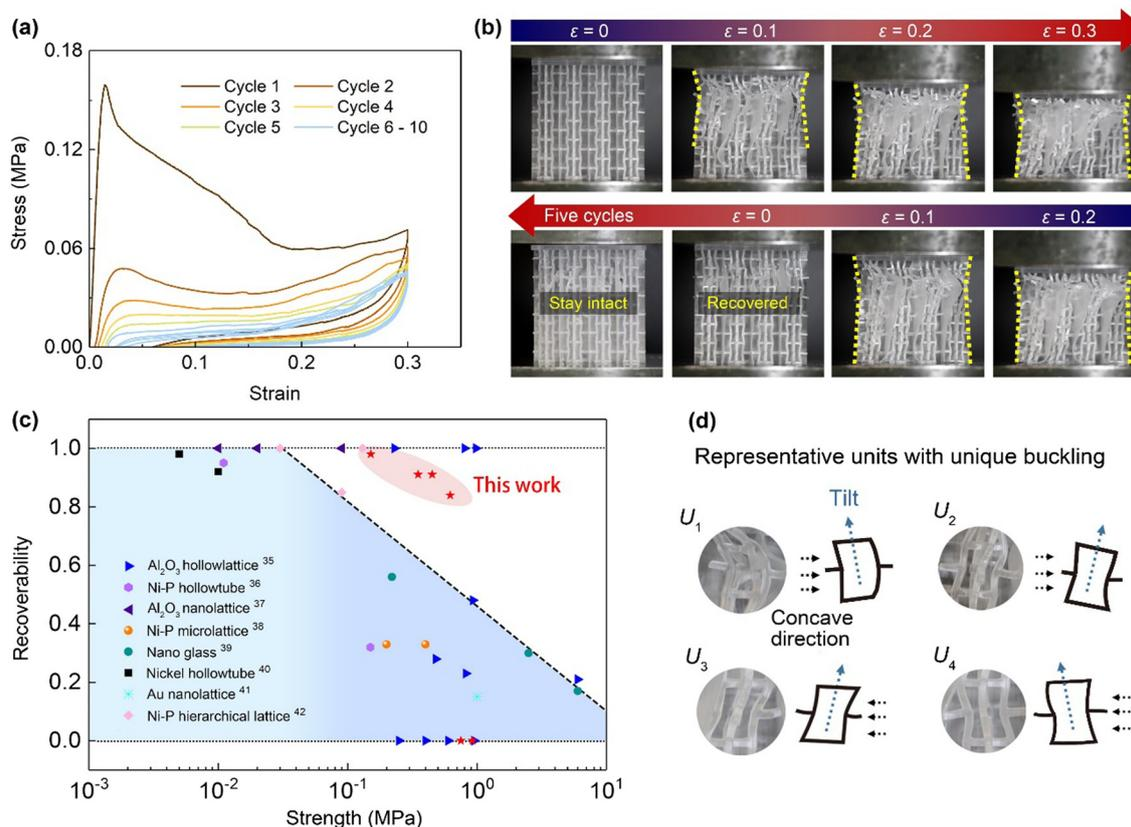 (a)
0.18
0.12
0.06
0.00
Stress (MPa)
Cycle 1
Cycle 2
Cycle 3
Cycle 4
Cycle 5
Cycle 6 - 10
0.0
0.1
0.2
0.3
Strain
(b)
ε = 0
ε = 0.1
ε = 0.2
ε = 0.3
Five cycles
ε = 0
ε = 0.1
ε = 0.2
Stay intact
Recovered
(c)
1.0
0.8
0.6
0.4
0.2
0.0
Recoverability
This work
Al₂O₃ hollowlattice ³⁵
Ni-P hollowtube ³⁶
Al₂O₃ nanolattice ³⁷
Ni-P microlattice ³⁸
Nano glass ³⁹
Nickel hollowtube ⁴⁰
Au nanolattice ⁴¹
Ni-P hierarchical lattice ⁴²
10⁻³
10⁻²
10⁻¹
10⁰
10¹
Strength (MPa)
(d)
Representative units with unique buckling
U₁
Tilt
U₂
Concave
direction
U₃
U₄